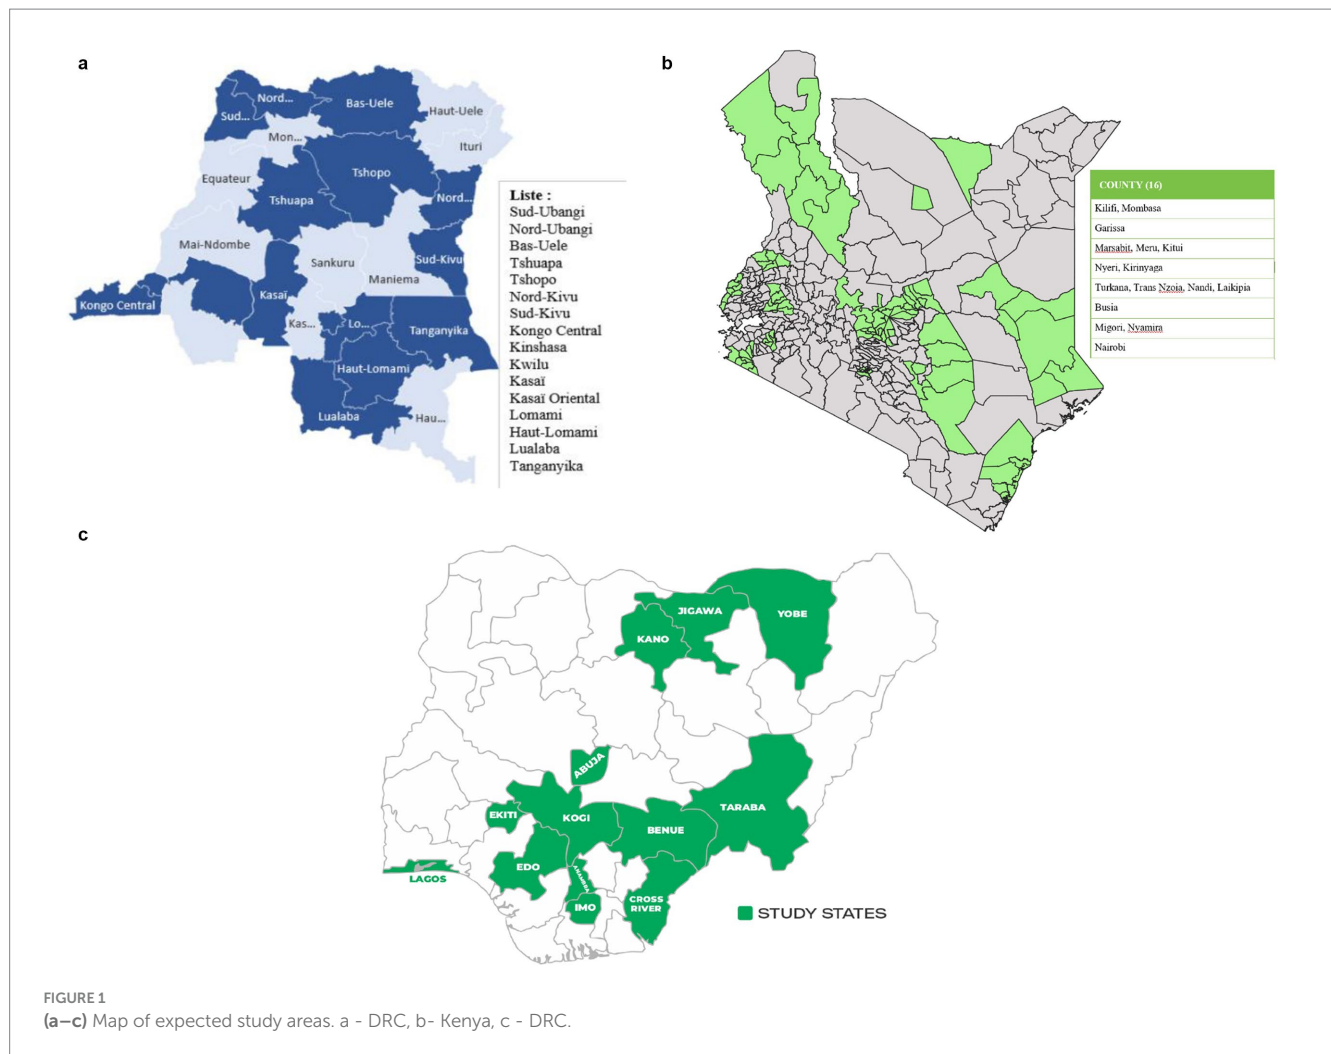 a
Nord...
Sud...
Bas-Uele
Haut-Uele
Mon...
Ituri
Equateur
Tshopo
Tshuapa
Nord...
Mai-Ndombe
Sankuru
Sud-Kivu
Maniema
Kongo Central
Kasaï
Kas...
Lo...
Tanganyika
Haut-Lomami
Lualaba
Hau...
Liste :
Sud-Ubangi
Nord-Ubangi
Bas-Uele
Tshuapa
Tshopo
Nord-Kivu
Sud-Kivu
Kongo Central
Kinshasa
Kwilu
Kasaï
Kasaï Oriental
Lomami
Haut-Lomami
Lualaba
Tanganyika
b
COUNTY (16)
Kilifi, Mombasa
Garissa
Marsabit, Meru, Kitui
Nyeri, Kirinyaga
Turkana, Trans Nzoia, Nandi, Laikipia
Busia
Migori, Nyamira
Nairobi
c
JIGAWA
YOBE
KANO
ABUJA
TARABA
EKITI
KOGI
BENUE
EDO
LAGOS
ANAMBRA
IMO
CROSS
RIVER
STUDY STATES
FIGURE 1
(a–c) Map of expected study areas. a - DRC, b- Kenya, c - DRC.